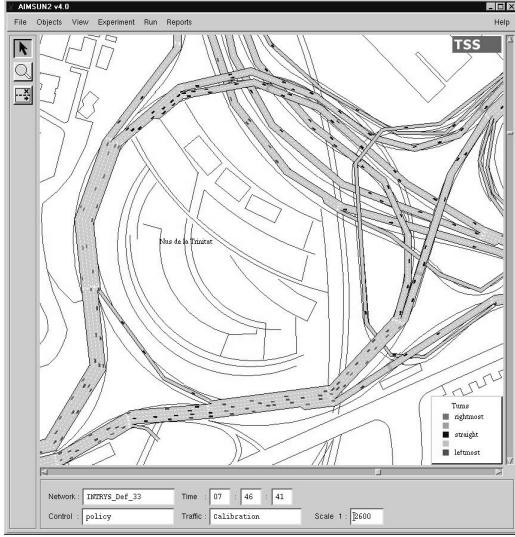 AIMSUN2 v4.0
File Objects View Experiment Run Reports Help
TSS
Nus de la Trinitat
Turns
rightmost
straight
leftmost
Network : INTRYS_Def_33 Time : 07 : 46 : 41
Control : policy Traffic : Calibration Scale 1 : 2600